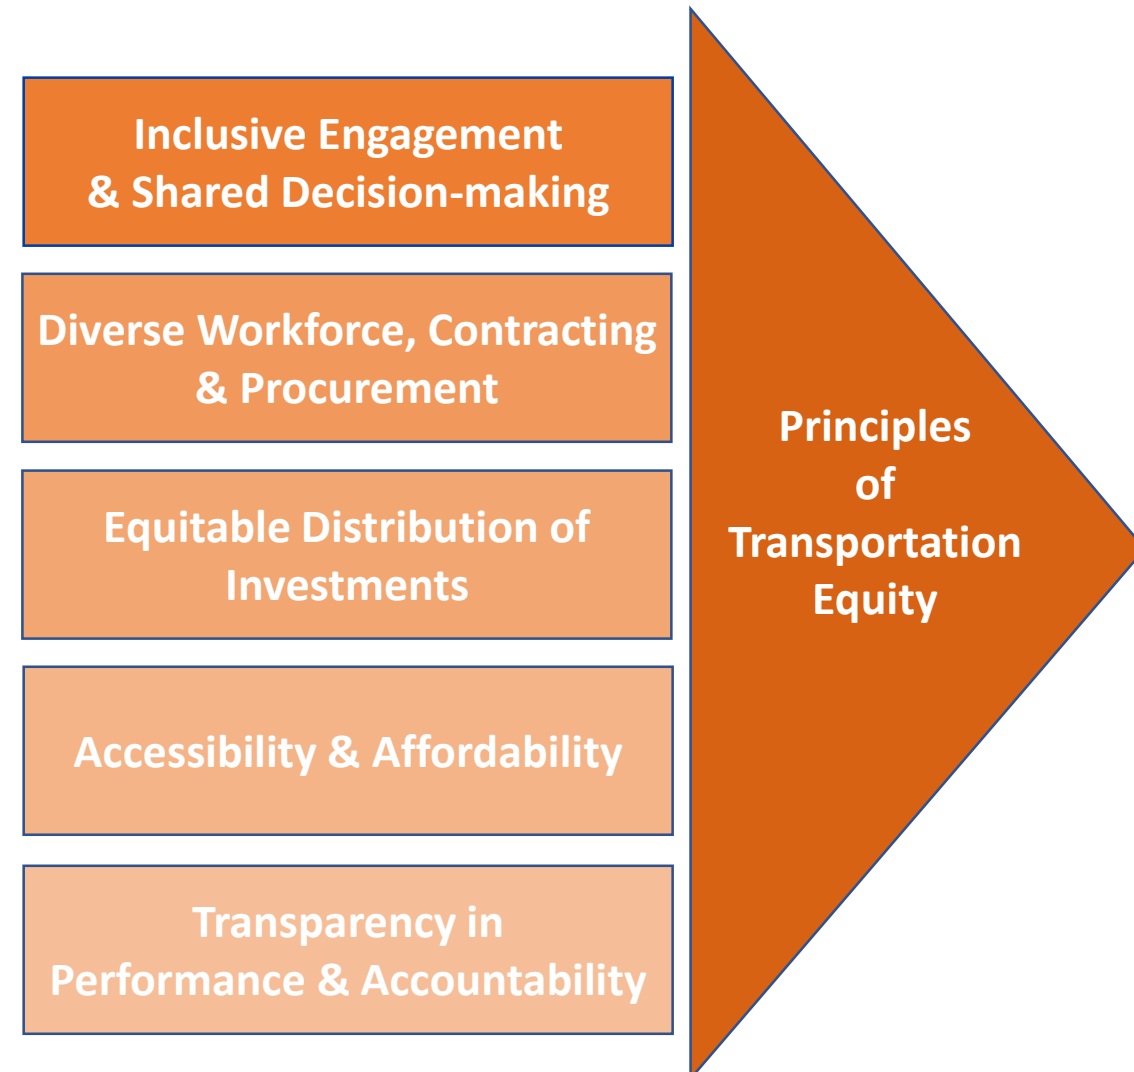 Inclusive Engagement
& Shared Decision-making
Diverse Workforce, Contracting
& Procurement
Equitable Distribution of
Investments
Accessibility & Affordability
Transparency in
Performance & Accountability
Principles
of
Transportation
Equity